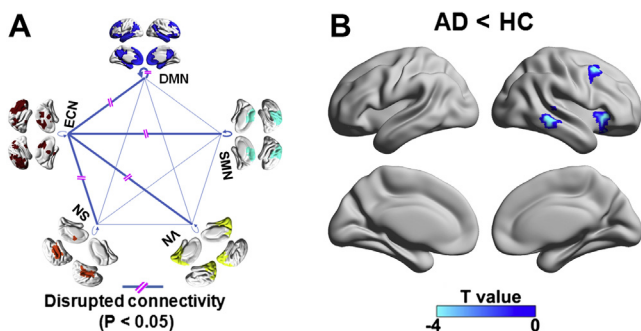 A
DMN
ECN
SMN
SN
VN
Disrupted connectivity
(P < 0.05)
B
AD < HC
T value
-4 0